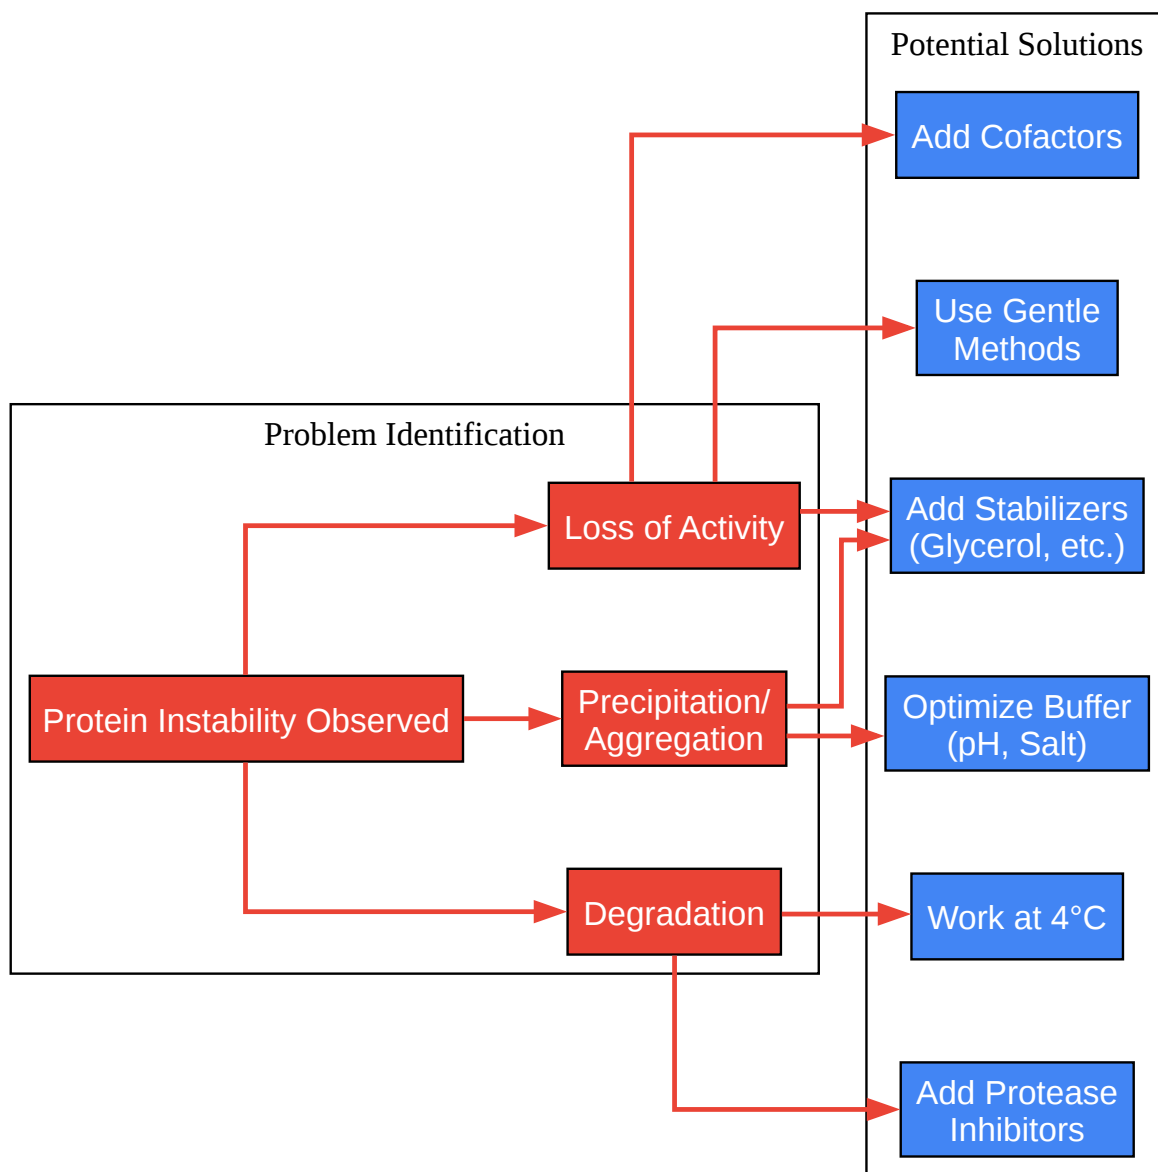 Potential Solutions
Add Cofactors
Use Gentle
Methods
Problem Identification
Loss of Activity
Add Stabilizers
(Glycerol, etc.)
Protein Instability Observed
Precipitation/
Aggregation
Optimize Buffer
(pH, Salt)
Degradation
Work at 4°C
Add Protease
Inhibitors